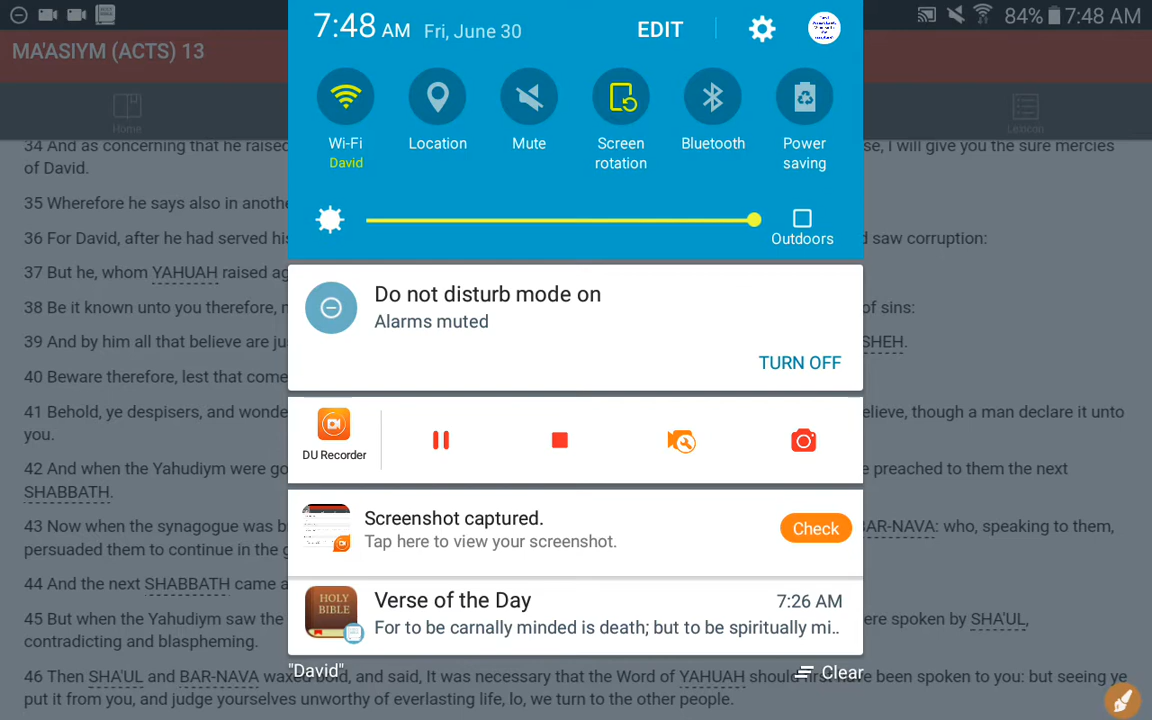 84% 7:48 AM
7:48 AM Fri, June 30 EDIT
MA'ASIYM (ACTS) 13
Wi-Fi
David
Location
Mute
Screen rotation
Bluetooth
Power saving
Home
Lexicon
Outdoors
34 And as concerning that he raised
se, I will give you the sure mercies
of David.
35 Wherefore he says also in anothe
36 For David, after he had served his
d saw corruption:
37 But he, whom YAHUAH raised ag
38 Be it known unto you therefore, m
of sins:
39 And by him all that believe are ju
SHEH.
40 Beware therefore, lest that come
41 Behold, ye despisers, and wonde
elieve, though a man declare it unto
you.
42 And when the Yahudiym were go
e preached to them the next
SHABBATH.
43 Now when the synagogue was b
BAR-NAVA: who, speaking to them,
persuaded them to continue in the g
44 And the next SHABBATH came a
45 But when the Yahudiym saw the
ere spoken by SHA'UL,
contradicting and blaspheming.
46 Then SHA'UL and BAR-NAVA waxed bold, and said, It was necessary that the Word of YAHUAH should first have been spoken to you: but seeing ye
put it from you, and judge yourselves unworthy of everlasting life, lo, we turn to the other people.
Do not disturb mode on
Alarms muted
TURN OFF
DU Recorder
Screenshot captured.
Tap here to view your screenshot.
Check
HOLY
BIBLE
Verse of the Day
7:26 AM
For to be carnally minded is death; but to be spiritually mi..
"David"
Clear